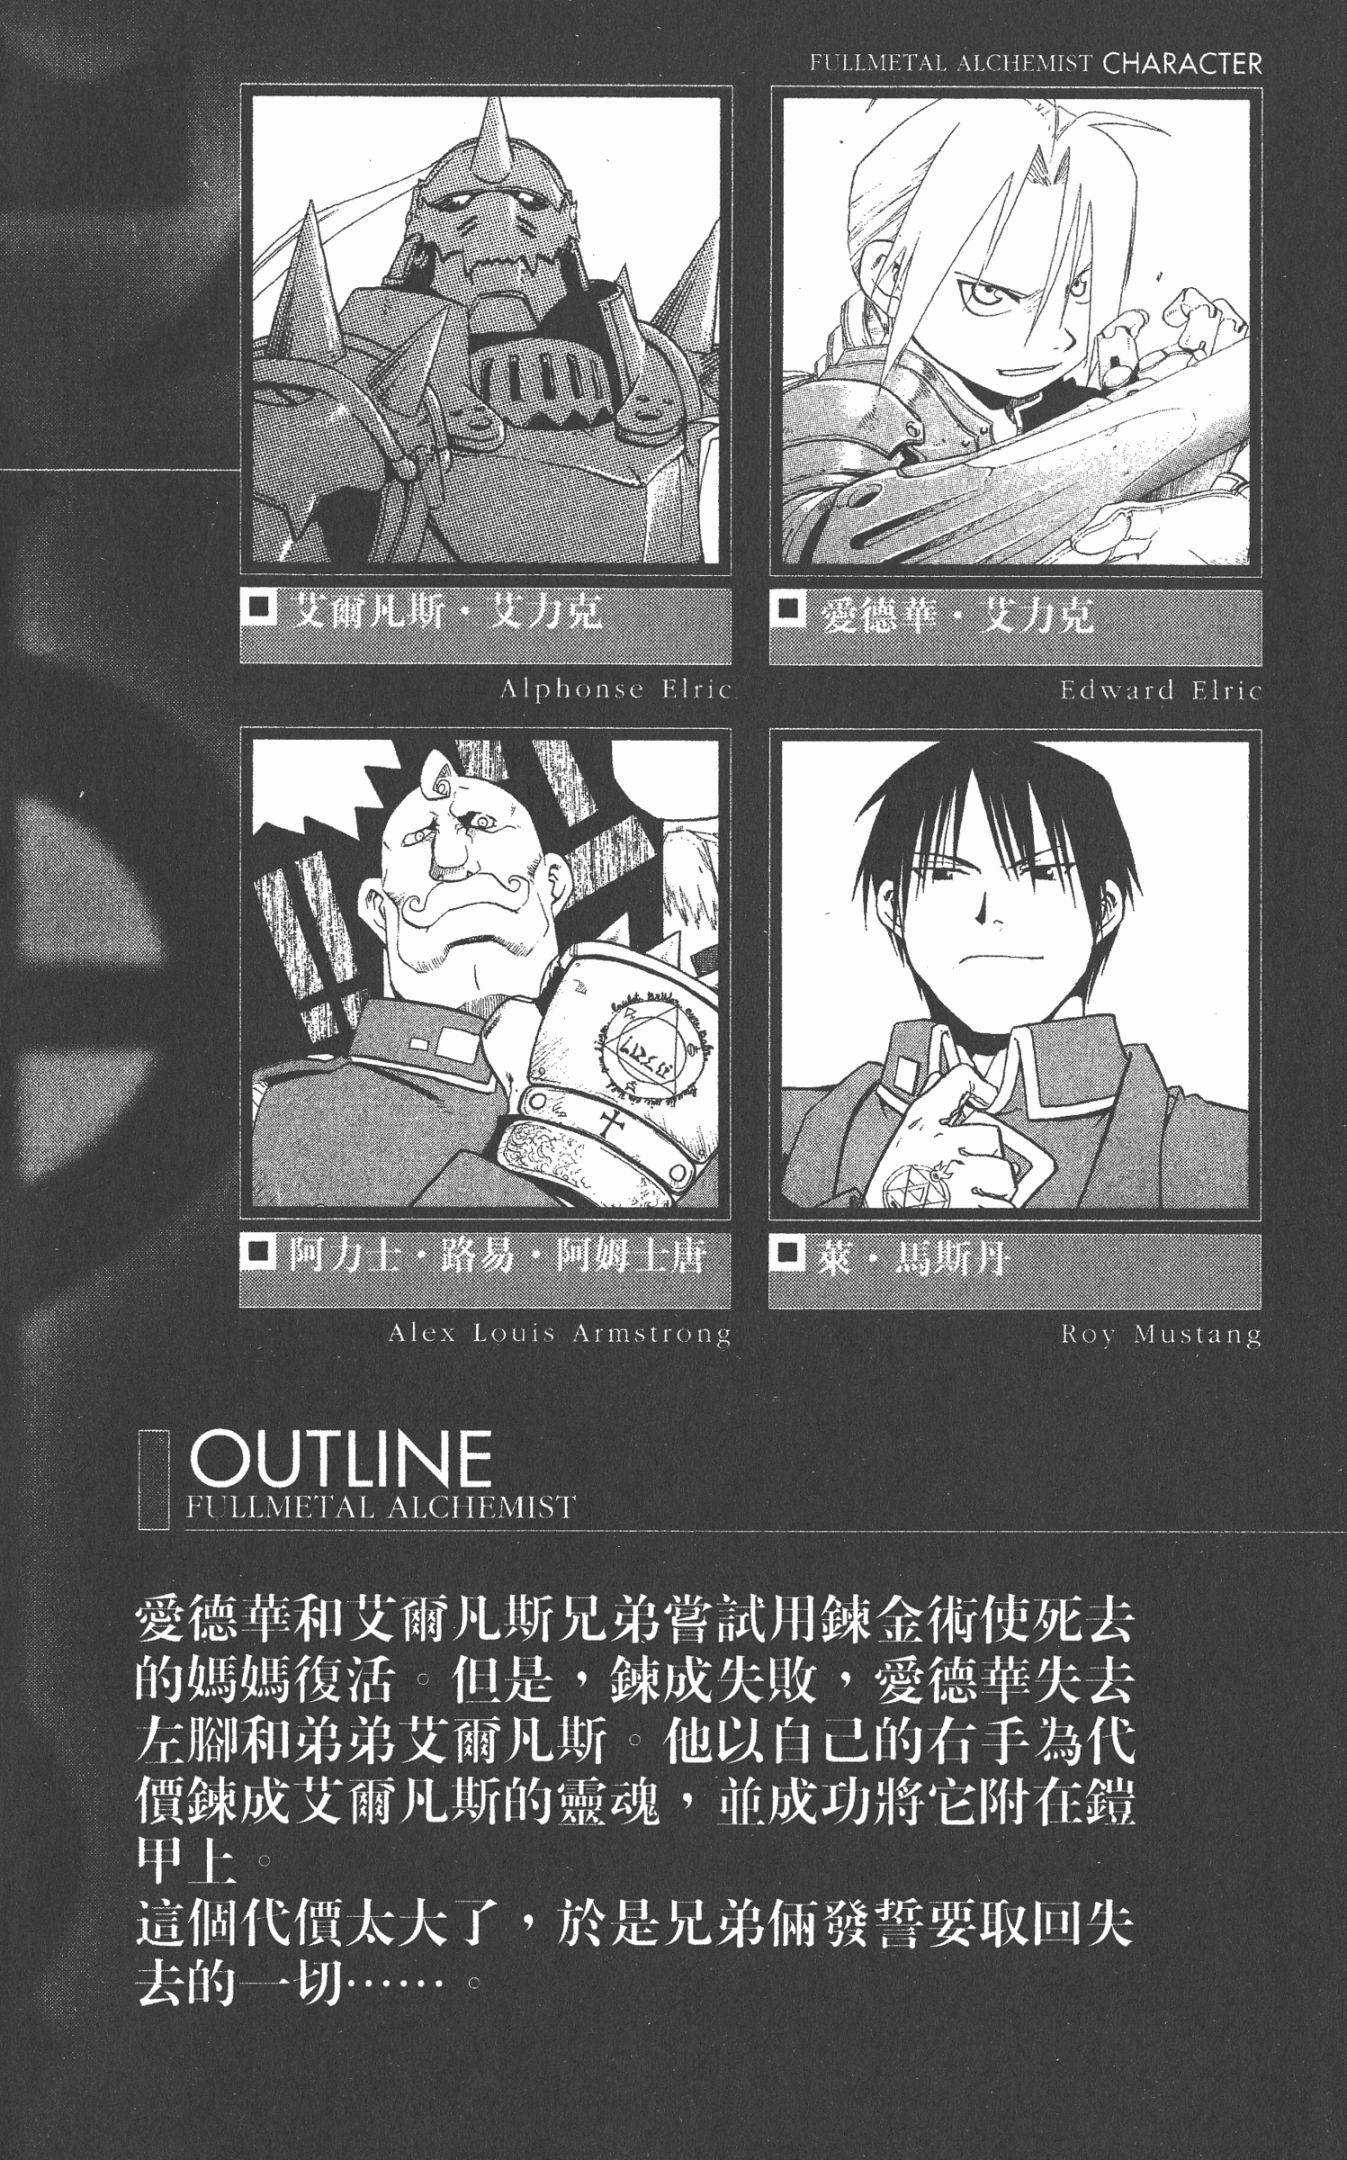 FULLMETAL ALCHEMIST CHARACTER
艾爾凡斯·艾力克
Alphonse Elric
愛德華·艾力克
Edward Elric
阿力士·路易·阿姆士唐
Alex Louis Armstrong
萊·馬斯丹
Roy Mustang
OUTLINE
FULLMETAL ALCHEMIST
愛德華和艾爾凡斯兄弟嘗試用鍊金術使死去
的媽媽復活。但是，鍊成失敗，愛德華失去
左腳和弟弟艾爾凡斯。他以自己的右手為代
價鍊成艾爾凡斯的靈魂，並成功將它附在鎧
甲上。
這個代價太大了，於是兄弟倆發誓要取回失
去的一切……。